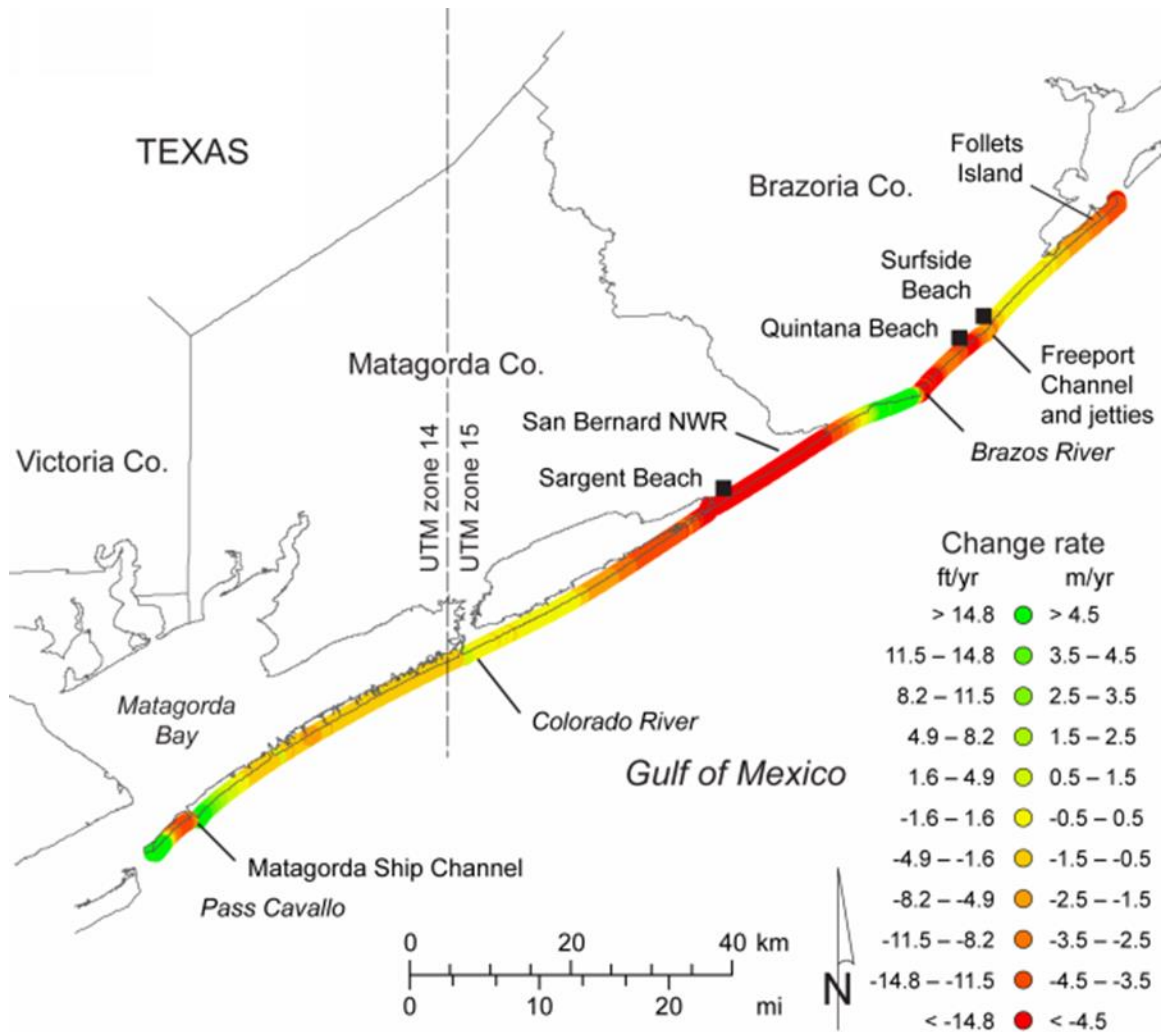 TEXAS
Follets
Island
Brazoria Co.
Surfside
Beach
Quintana Beach
Matagorda Co.
Freeport
Channel
and jetties
San Bernard NWR
Brazos River
Victoria Co.
UTM zone 14
UTM zone 15
Sargent Beach
Matagorda
Bay
Colorado River
Gulf of Mexico
Matagorda Ship Channel
Pass Cavallo
Change rate
ft/yr m/yr
> 14.8 > 4.5
11.5 – 14.8 3.5 – 4.5
8.2 – 11.5 2.5 – 3.5
4.9 – 8.2 1.5 – 2.5
1.6 – 4.9 0.5 – 1.5
-1.6 – 1.6 -0.5 – 0.5
-4.9 – -1.6 -1.5 – -0.5
-8.2 – -4.9 -2.5 – -1.5
-11.5 – -8.2 -3.5 – -2.5
-14.8 – -11.5 -4.5 – -3.5
< -14.8 < -4.5
0 20 40 km
0 10 20 mi
N